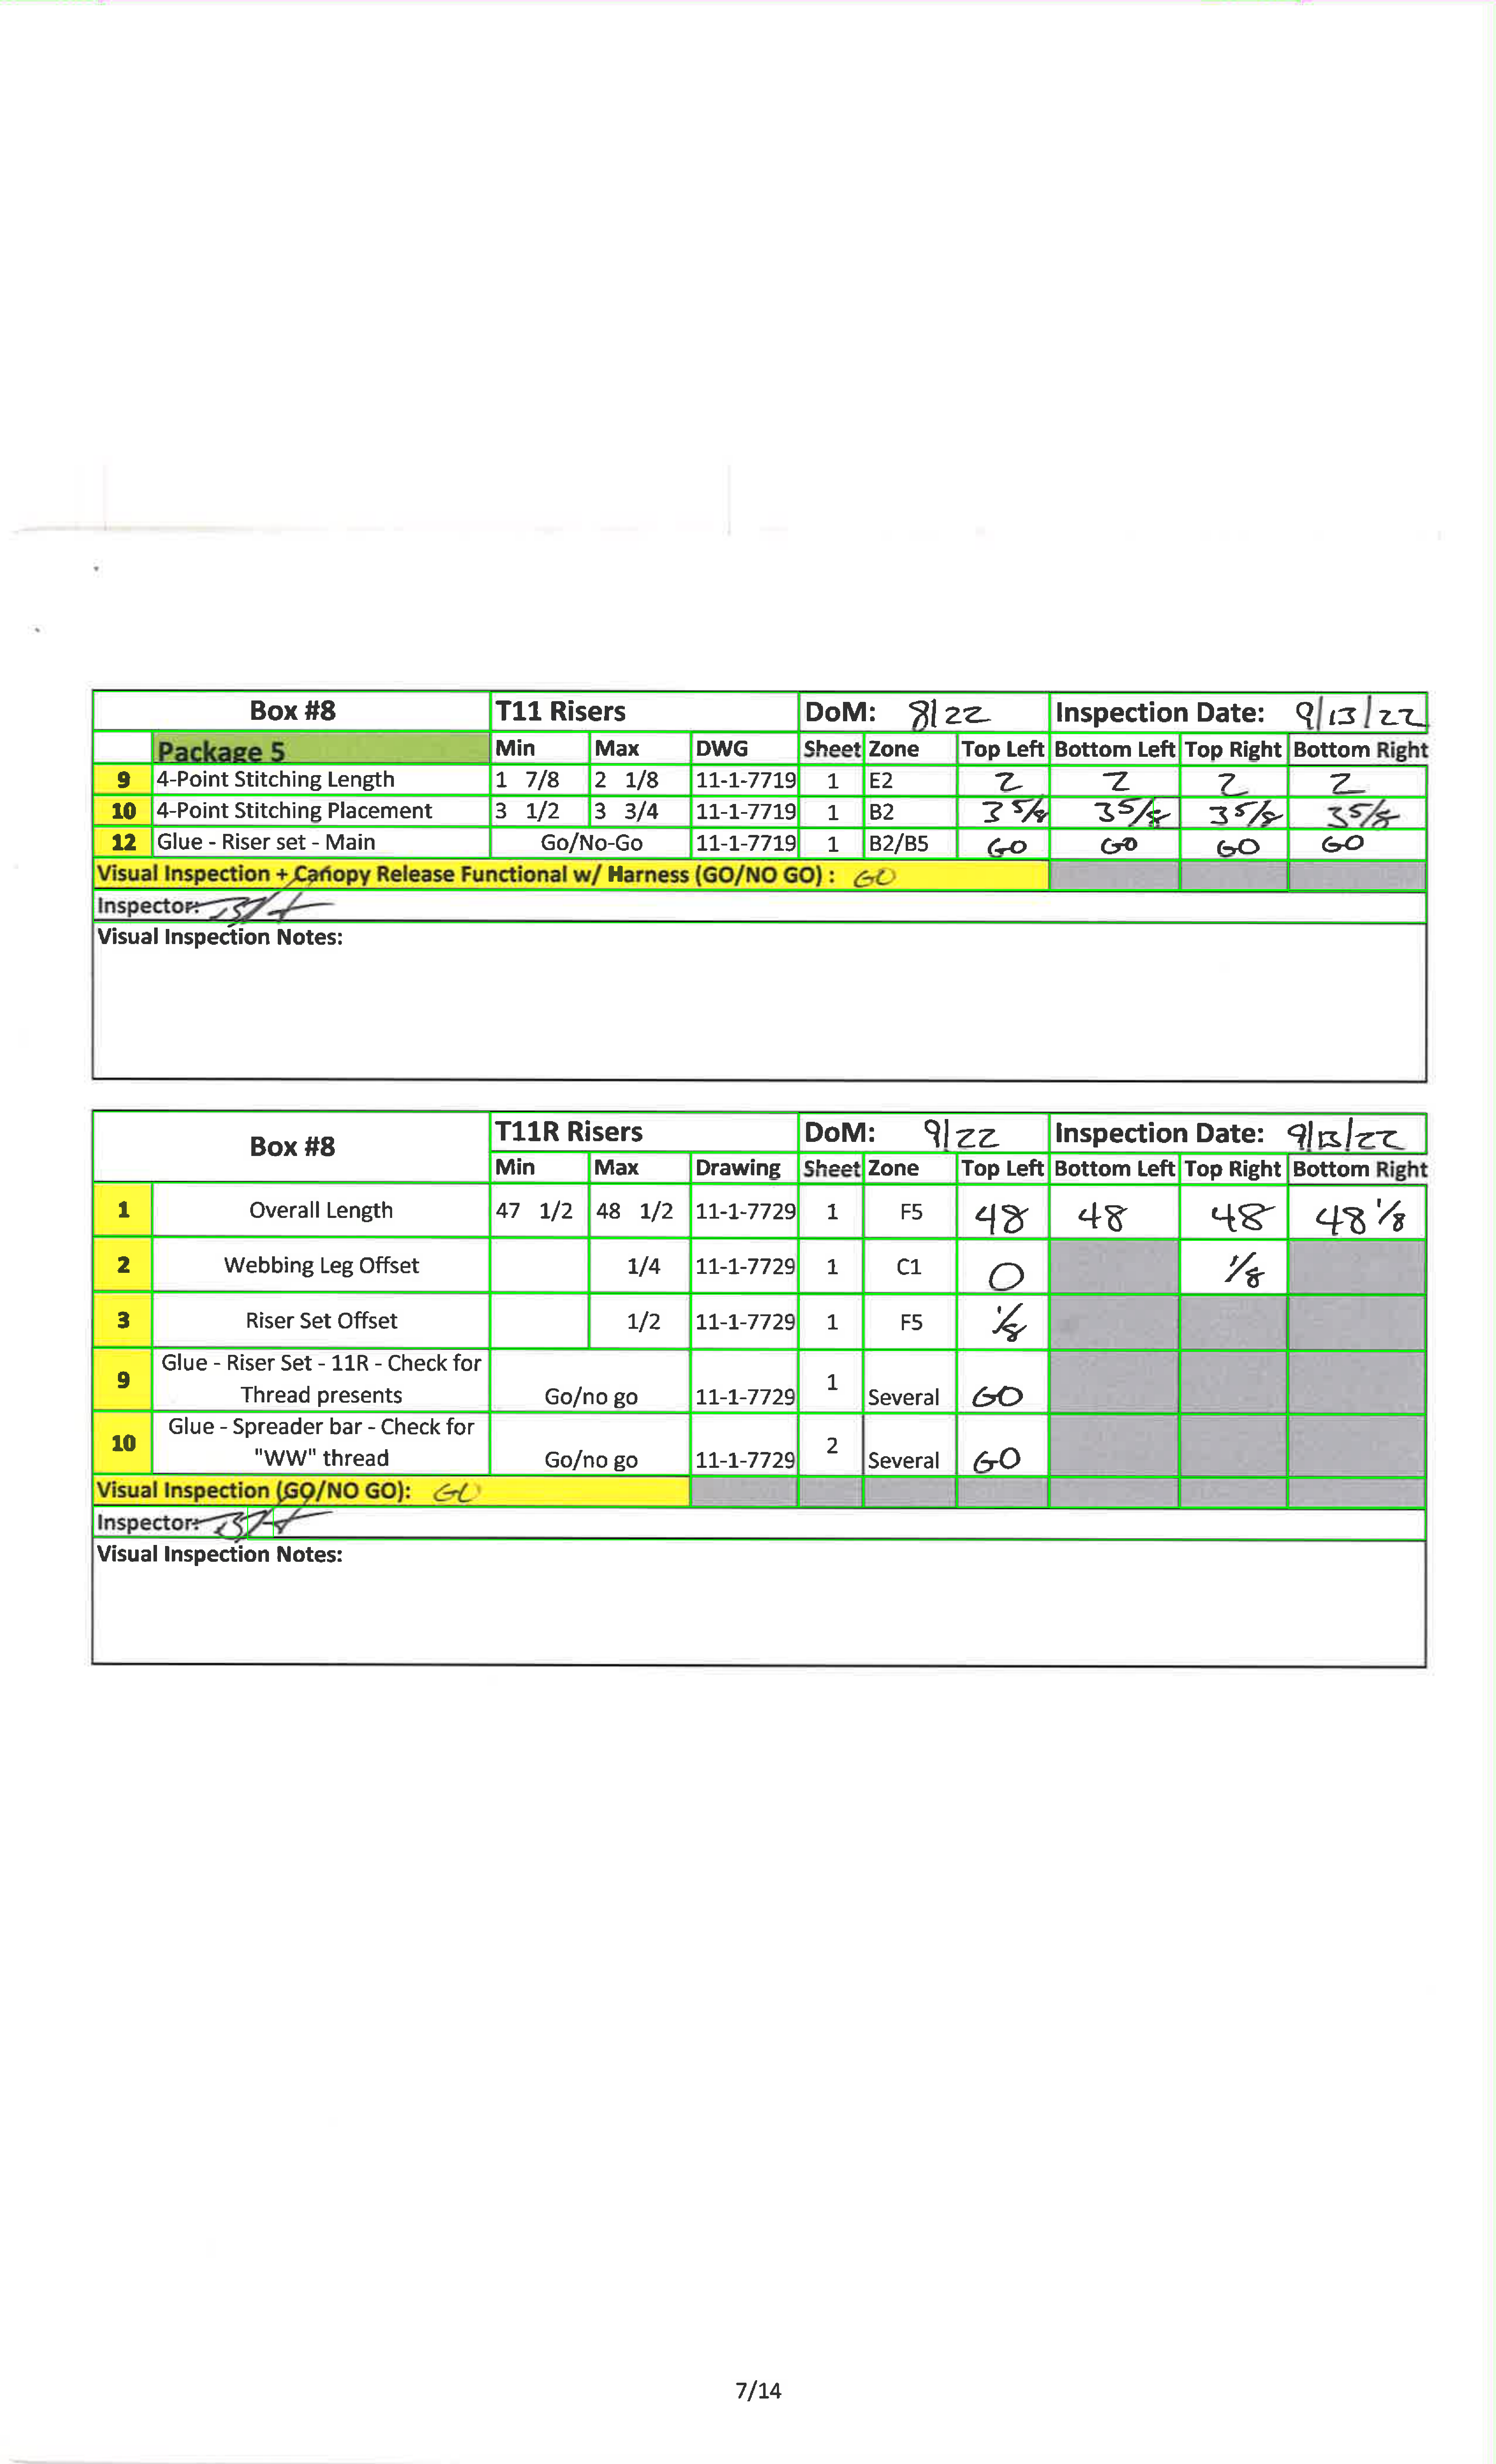 Box #8 T11 Risers DoM: 8/22 Inspection Date: 9/13/22
Package 5 Min Max DWG Sheet Zone Top Left Bottom Left Top Right Bottom Right
9 4-Point Stitching Length 1 7/8 2 1/8 11-1-7719 1 E2 2 2 2 2
10 4-Point Stitching Placement 3 1/2 3 3/4 11-1-7719 1 B2 3 5/8 3 5/8 3 5/8 3 5/8
12 Glue - Riser set - Main Go/No-Go 11-1-7719 1 B2/B5 GO GO GO GO
Visual Inspection + Canopy Release Functional w/ Harness (GO/NO GO) : GO
Inspector:
Visual Inspection Notes:
Box #8 T11R Risers DoM: 9/22 Inspection Date: 9/13/22
Min Max Drawing Sheet Zone Top Left Bottom Left Top Right Bottom Right
1 Overall Length 47 1/2 48 1/2 11-1-7729 1 F5 48 48 48 48 1/8
2 Webbing Leg Offset 1/4 11-1-7729 1 C1 0 1/8
3 Riser Set Offset 1/2 11-1-7729 1 F5 1/8
9 Glue - Riser Set - 11R - Check for
Thread presents Go/no go 11-1-7729 1 Several GO
10 Glue - Spreader bar - Check for
"WW" thread Go/no go 11-1-7729 2 Several GO
Visual Inspection (GO/NO GO): GO
Inspector:
Visual Inspection Notes:
7/14